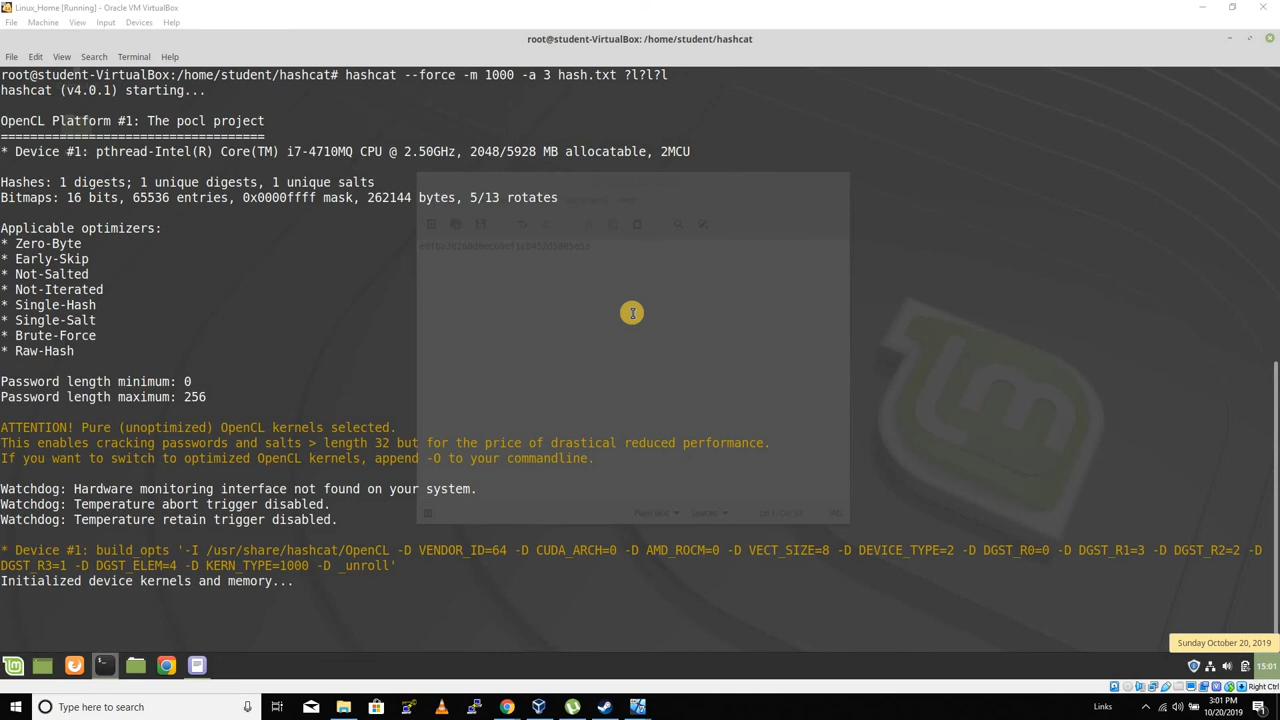 Linux_Home [Running] - Oracle VM VirtualBox
File Machine View Input Devices Help
root@student-VirtualBox: /home/student/hashcat
File Edit View Search Terminal Help
root@student-VirtualBox:/home/student/hashcat# hashcat --force -m 1000 -a 3 hash.txt ?l?l?l
hashcat (v4.0.1) starting...
OpenCL Platform #1: The pocl project
====================================
* Device #1: pthread-Intel(R) Core(TM) i7-4710MQ CPU @ 2.50GHz, 2048/5928 MB allocatable, 2MCU
Hashes: 1 digests; 1 unique digests, 1 unique salts
Bitmaps: 16 bits, 65536 entries, 0x0000ffff mask, 262144 bytes, 5/13 rotates
Applicable optimizers:
* Zero-Byte
* Early-Skip
* Not-Salted
* Not-Iterated
* Single-Hash
* Single-Salt
* Brute-Force
* Raw-Hash
Password length minimum: 0
Password length maximum: 256
ATTENTION! Pure (unoptimized) OpenCL kernels selected.
This enables cracking passwords and salts > length 32 but for the price of drastical reduced performance.
If you want to switch to optimized OpenCL kernels, append -O to your commandline.
Watchdog: Hardware monitoring interface not found on your system.
Watchdog: Temperature abort trigger disabled.
Watchdog: Temperature retain trigger disabled.
* Device #1: build_opts '-I /usr/share/hashcat/OpenCL -D VENDOR_ID=64 -D CUDA_ARCH=0 -D AMD_ROCM=0 -D VECT_SIZE=8 -D DEVICE_TYPE=2 -D DGST_R0=0 -D DGST_R1=3 -D DGST_R2=2 -D
DGST_R3=1 -D DGST_ELEM=4 -D KERN_TYPE=1000 -D _unroll'
Initialized device kernels and memory...
Sunday October 20, 2019
15:01
Right Ctrl
Type here to search
Links
3:01 PM
10/20/2019